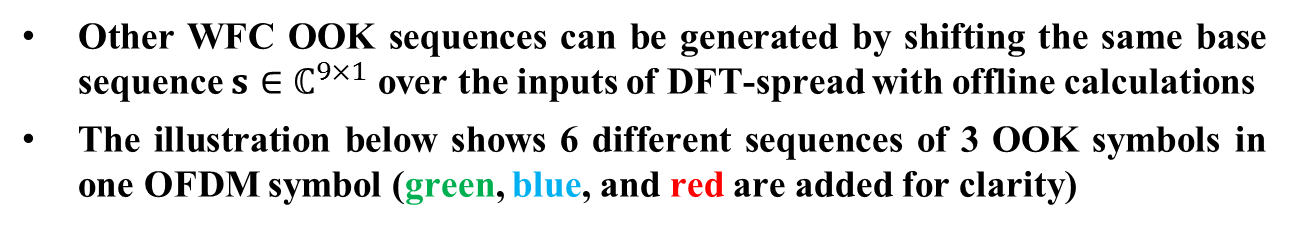 • Other WFC OOK sequences can be generated by shifting the same base
sequence s ∈ ℂ⁹ˣ¹ over the inputs of DFT-spread with offline calculations
• The illustration below shows 6 different sequences of 3 OOK symbols in
one OFDM symbol (green, blue, and red are added for clarity)